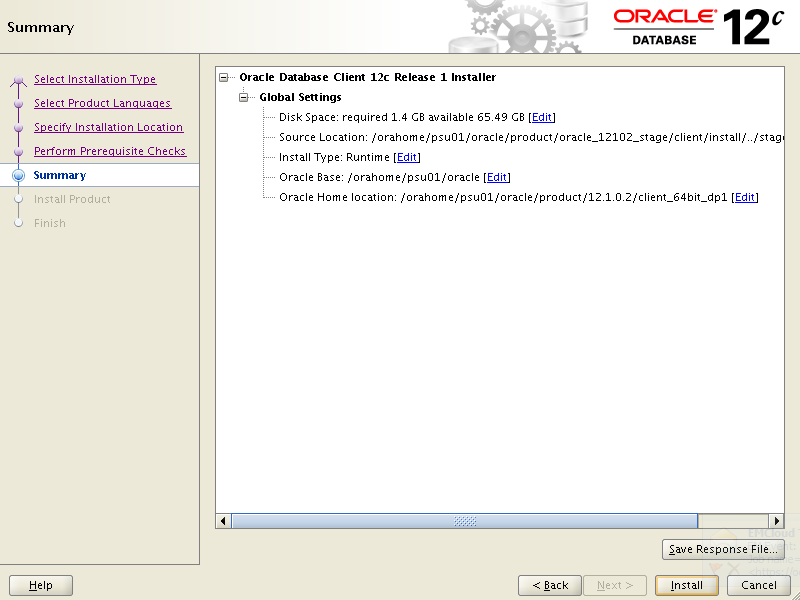 Summary
ORACLE®
DATABASE
12c
Select Installation Type
Select Product Languages
Specify Installation Location
Perform Prerequisite Checks
Summary
Install Product
Finish
Oracle Database Client 12c Release 1 Installer
Global Settings
Disk Space: required 1.4 GB available 65.49 GB [Edit]
Source Location: /orahome/psu01/oracle/product/oracle_12102_stage/client/install/../stage
Install Type: Runtime [Edit]
Oracle Base: /orahome/psu01/oracle [Edit]
Oracle Home location: /orahome/psu01/oracle/product/12.1.0.2/client_64bit_dp1 [Edit]
EMCloud
Save Response File...
Help
< Back
Next >
Install
Cancel